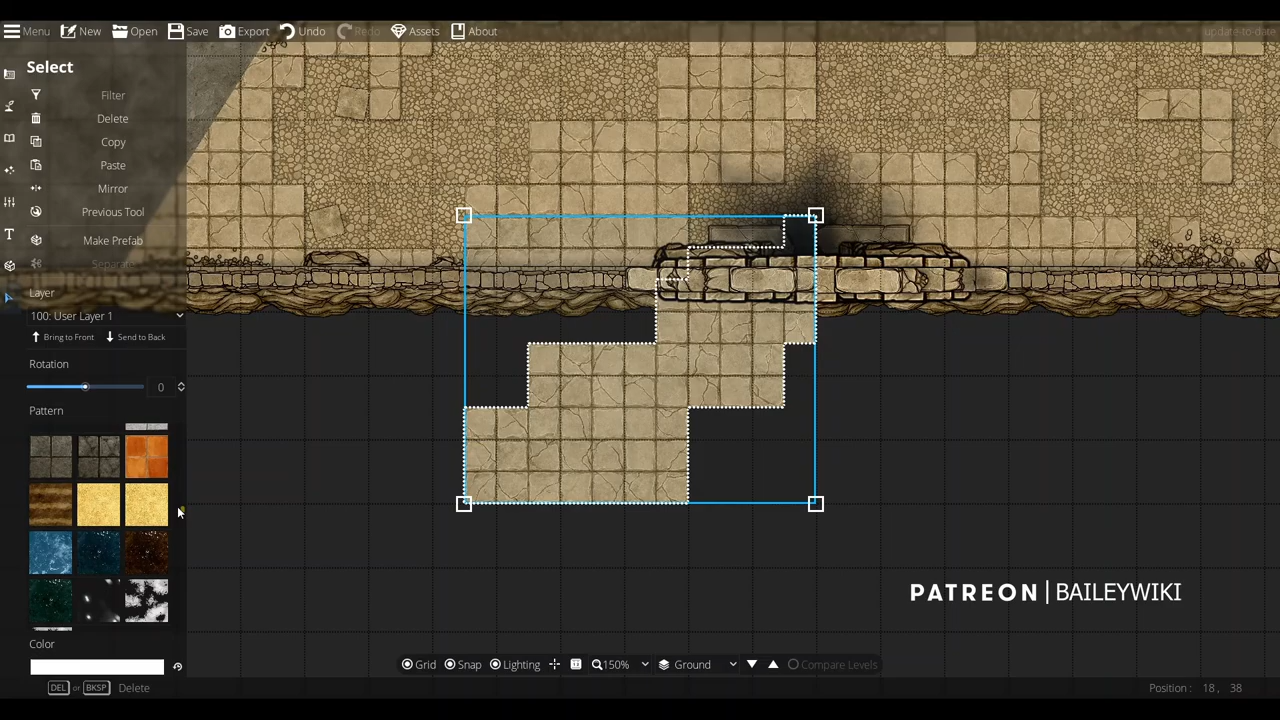 Menu New Open Save Export Undo Redo Assets About update-to-date
Select
Filter
Delete
Copy
Paste
Mirror
Previous Tool
Make Prefab
Separate
Layer
100: User Layer 1
Bring to Front Send to Back
Rotation
0
Pattern
PATREON | BAILEYWIKI
Color
Grid Snap Lighting 150% Ground Compare Levels
DEL or BKSP Delete Position : 18 , 38